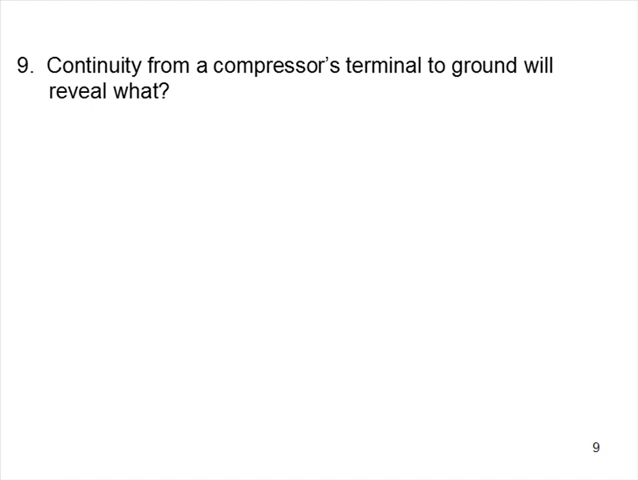 9. Continuity from a compressor’s terminal to ground will
reveal what?
9